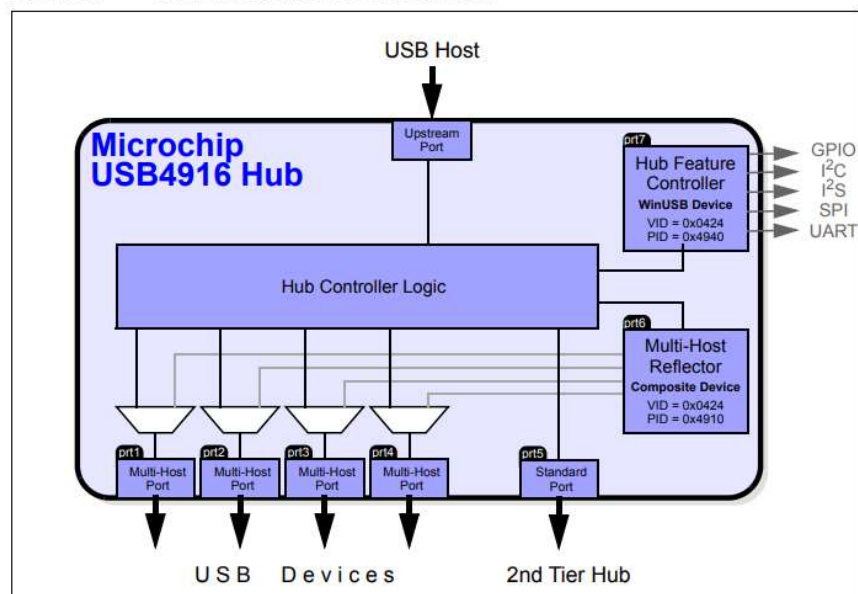 USB Host
Microchip
USB4916 Hub
Upstream
Port
prt7
Hub Feature
Controller
WinUSB Device
VID = 0x0424
PID = 0x4940
GPIO
I²C
I²S
SPI
UART
Hub Controller Logic
prt6
Multi-Host
Reflector
Composite Device
VID = 0x0424
PID = 0x4910
prt1
Multi-Host
Port
prt2
Multi-Host
Port
prt3
Multi-Host
Port
prt4
Multi-Host
Port
prt5
Standard
Port
USB Devices
2nd Tier Hub